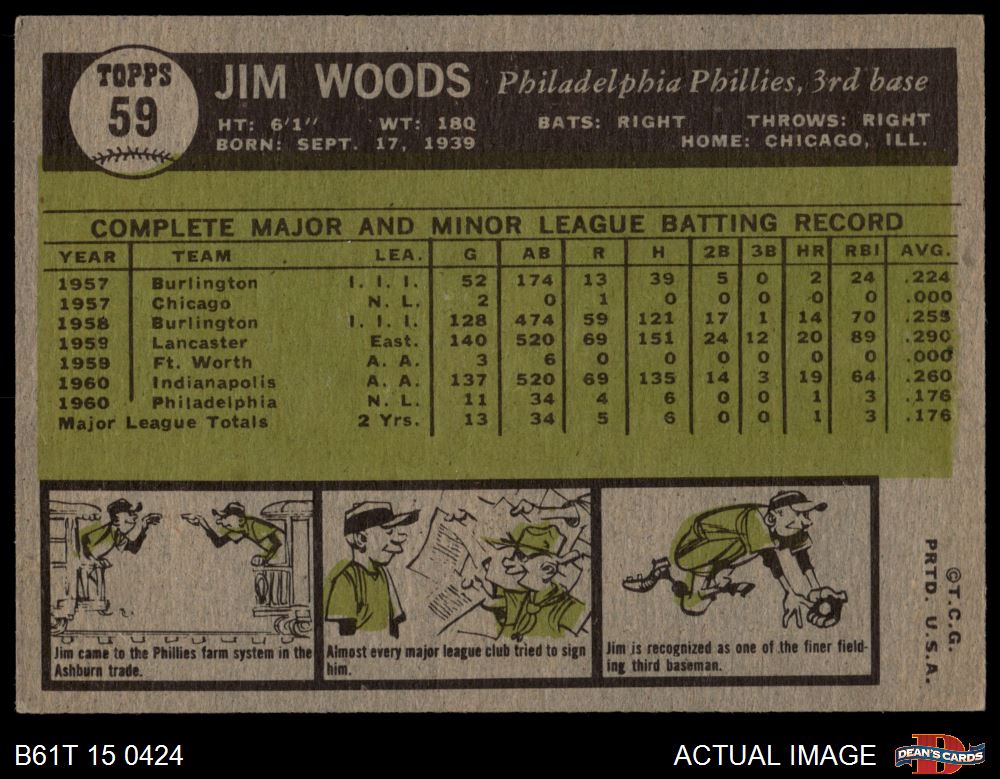 TOPPS
59
JIM WOODS Philadelphia Phillies, 3rd base
HT: 6'1" WT: 180 BATS: RIGHT THROWS: RIGHT
BORN: SEPT. 17, 1939 HOME: CHICAGO, ILL.
COMPLETE MAJOR AND MINOR LEAGUE BATTING RECORD
YEAR TEAM LEA. G AB R H 2B 3B HR RBI AVG.
1957 Burlington I. I. I. 52 174 13 39 5 0 2 24 .224
1957 Chicago N. L. 2 0 1 0 0 0 0 0 .000
1958 Burlington I. I. I. 128 474 59 121 17 1 14 70 .255
1959 Lancaster East. 140 520 69 151 24 12 20 89 .290
1959 Ft. Worth A. A. 3 6 0 0 0 0 0 0 .000
1960 Indianapolis A. A. 137 520 69 135 14 3 19 64 .260
1960 Philadelphia N. L. 11 34 4 6 0 0 1 3 .176
Major League Totals 2 Yrs. 13 34 5 6 0 0 1 3 .176
Jim came to the Phillies farm system in the
Ashburn trade.
Almost every major league club tried to sign
him.
Jim is recognized as one of the finer field-
ing third baseman.
©T.C.G.
PRTD. U.S.A.
B61T 15 0424 ACTUAL IMAGE
DEAN'S CARDS